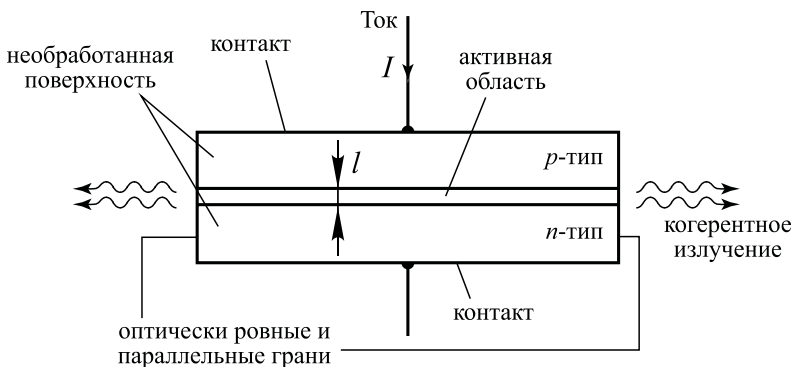 Ток
контакт
необработанная
поверхность
I
активная
область
l
p-тип
n-тип
когерентное
излучение
контакт
оптически ровные и
параллельные грани